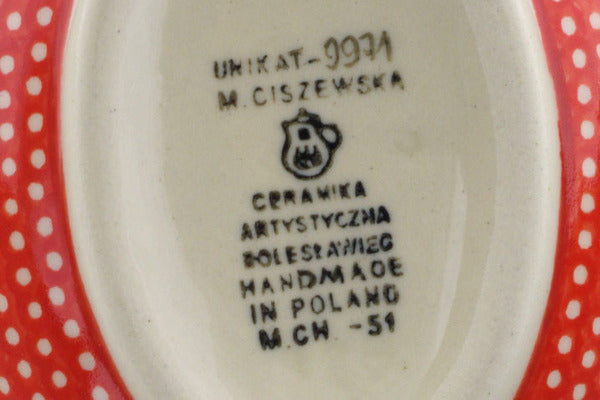 UNIKAT-9971
M.CISZEWSKA
CERAMIKA
ARTYSTYCZNA
BOLESŁAWIEC
HANDMADE
IN POLAND
M.CH. -51